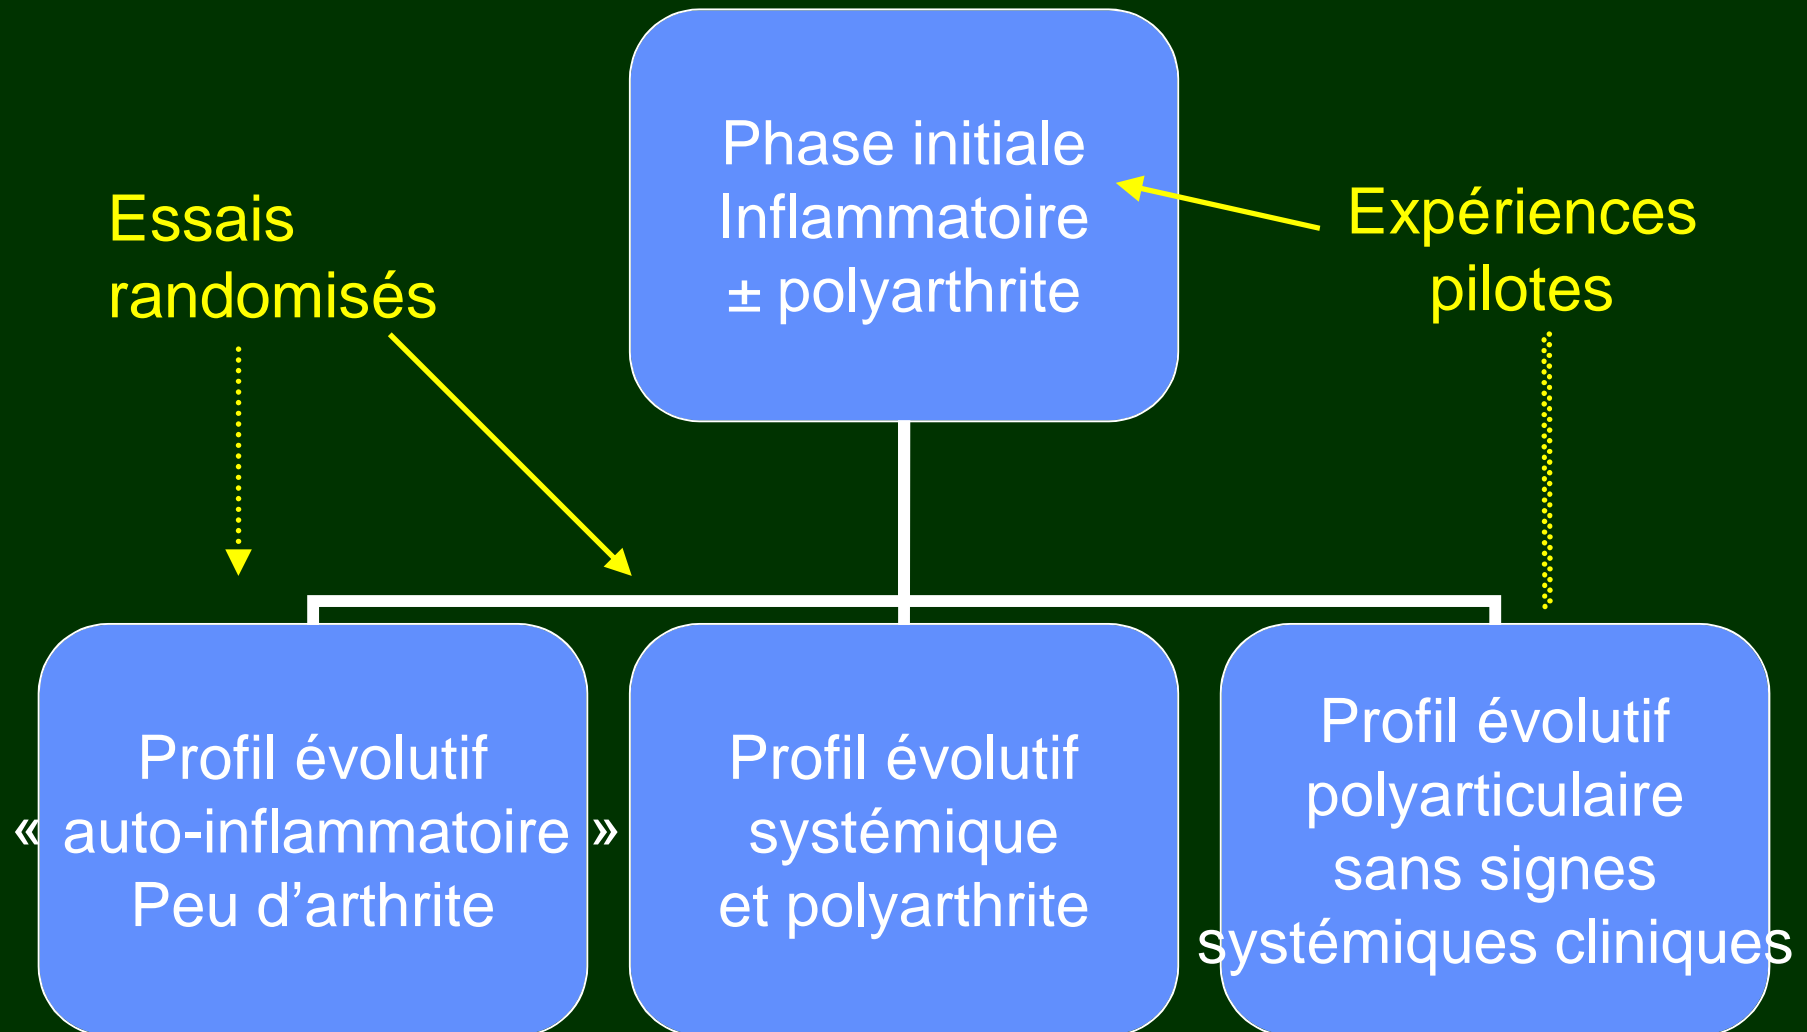 Phase initiale
Inflammatoire
± polyarthrite
Essais
randomisés
Expériences
pilotes
Profil évolutif
« auto-inflammatoire »
Peu d’arthrite
Profil évolutif
systémique
et polyarthrite
Profil évolutif
polyarticulaire
sans signes
systémiques cliniques